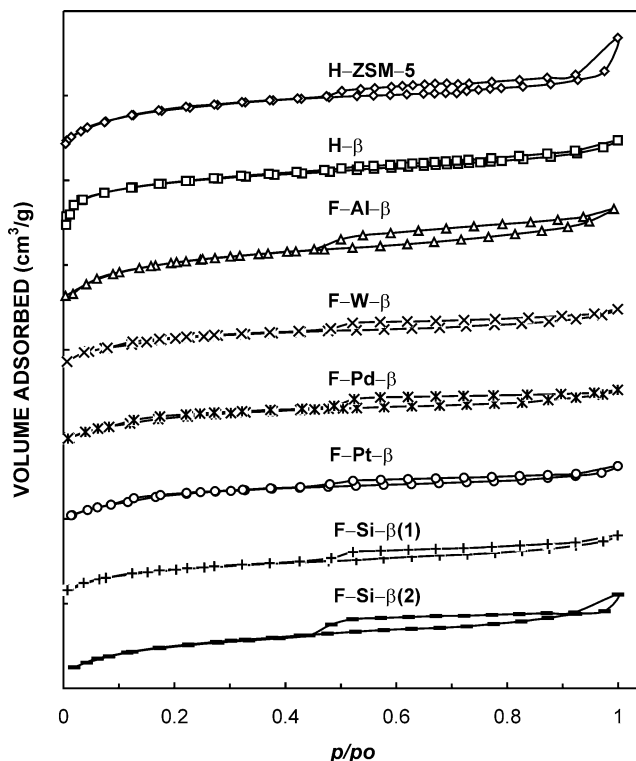 H–ZSM–5
H–β
F–Al–β
F–W–β
F–Pd–β
F–Pt–β
F–Si–β(1)
F–Si–β(2)
VOLUME ADSORBED (cm³/g)
0 0.2 0.4 0.6 0.8 1
p/po